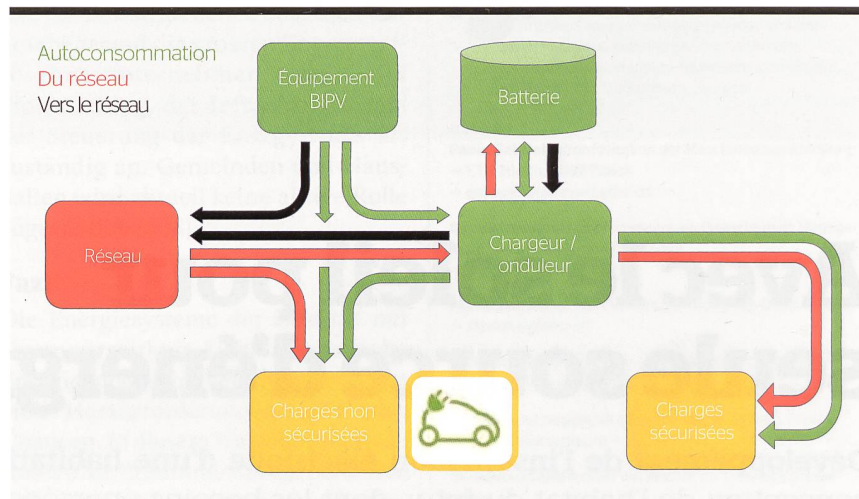 Autoconsommation
Du réseau
Vers le réseau
Équipement
BIPV
Batterie
Réseau
Chargeur /
onduleur
Charges non
sécurisées
Charges
sécurisées